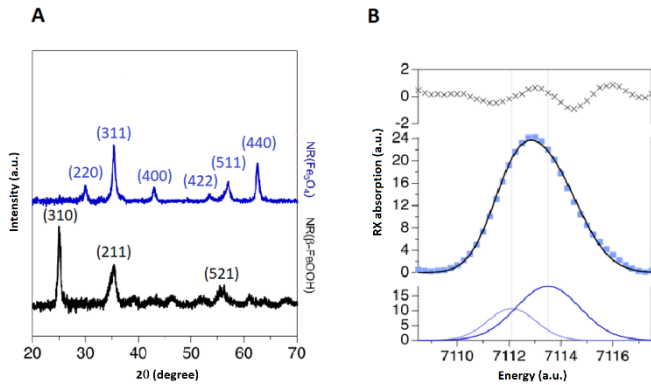 A
(311)
(440)
(220)
(511)
(400)
(422)
(310)
(211)
(521)
NR(Fe3O4)
NR(β-FeOOH)
Intensity (a.u.)
20 30 40 50 60 70
2θ (degree)
B
2
0
-2
24
20
16
12
8
4
0
15
10
5
0
RX absorption (a.u.)
7110 7112 7114 7116
Energy (a.u.)